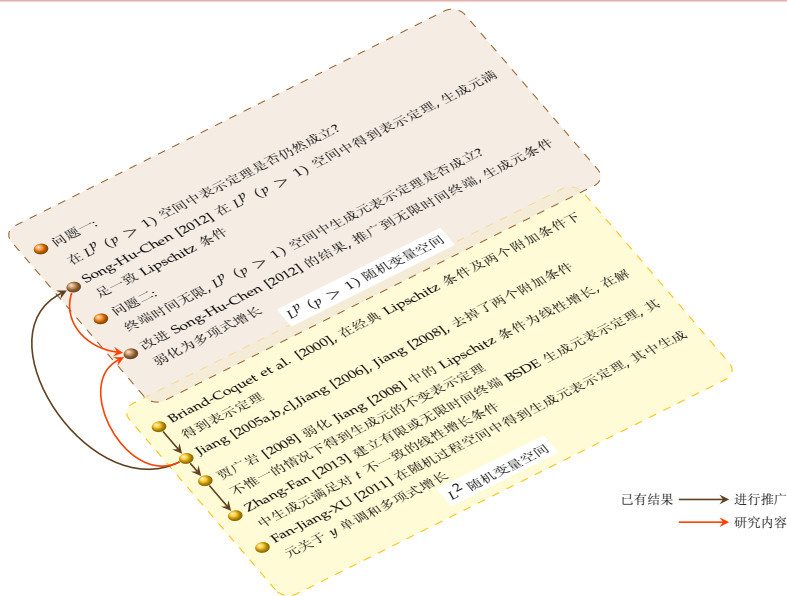 问题一:
在 L^p (p > 1) 空间中表示定理是否仍然成立?
Song-Hu-Chen [2012] 在 L^p (p > 1) 空间中得到表示定理, 生成元满
足一致 Lipschitz 条件
问题二:
终端时间无限, L^p (p > 1) 空间中生成元表示定理是否成立?
改进 Song-Hu-Chen [2012] 的结果, 推广到无限时间终端, 生成元条件
弱化为多项式增长
L^p (p > 1) 随机变量空间
Briand-Coquet et al. [2000], 在经典 Lipschitz 条件及两个附加条件下
得到表示定理
Jiang [2005a,b,c],Jiang [2006], Jiang [2008], 去掉了两个附加条件
贾广岩 [2008] 弱化 Jiang [2008] 中的 Lipschitz 条件为线性增长, 在解
不惟一的情况下得到生成元的不变表示定理
Zhang-Fan [2013] 建立有限或无限时间终端 BSDE 生成元表示定理, 其
中生成元满足对 t 不一致的线性增长条件
Fan-Jiang-XU [2011] 在随机过程空间中得到生成元表示定理, 其中生成
元关于 y 单调和多项式增长
L^2 随机变量空间
已有结果 进行推广
研究内容